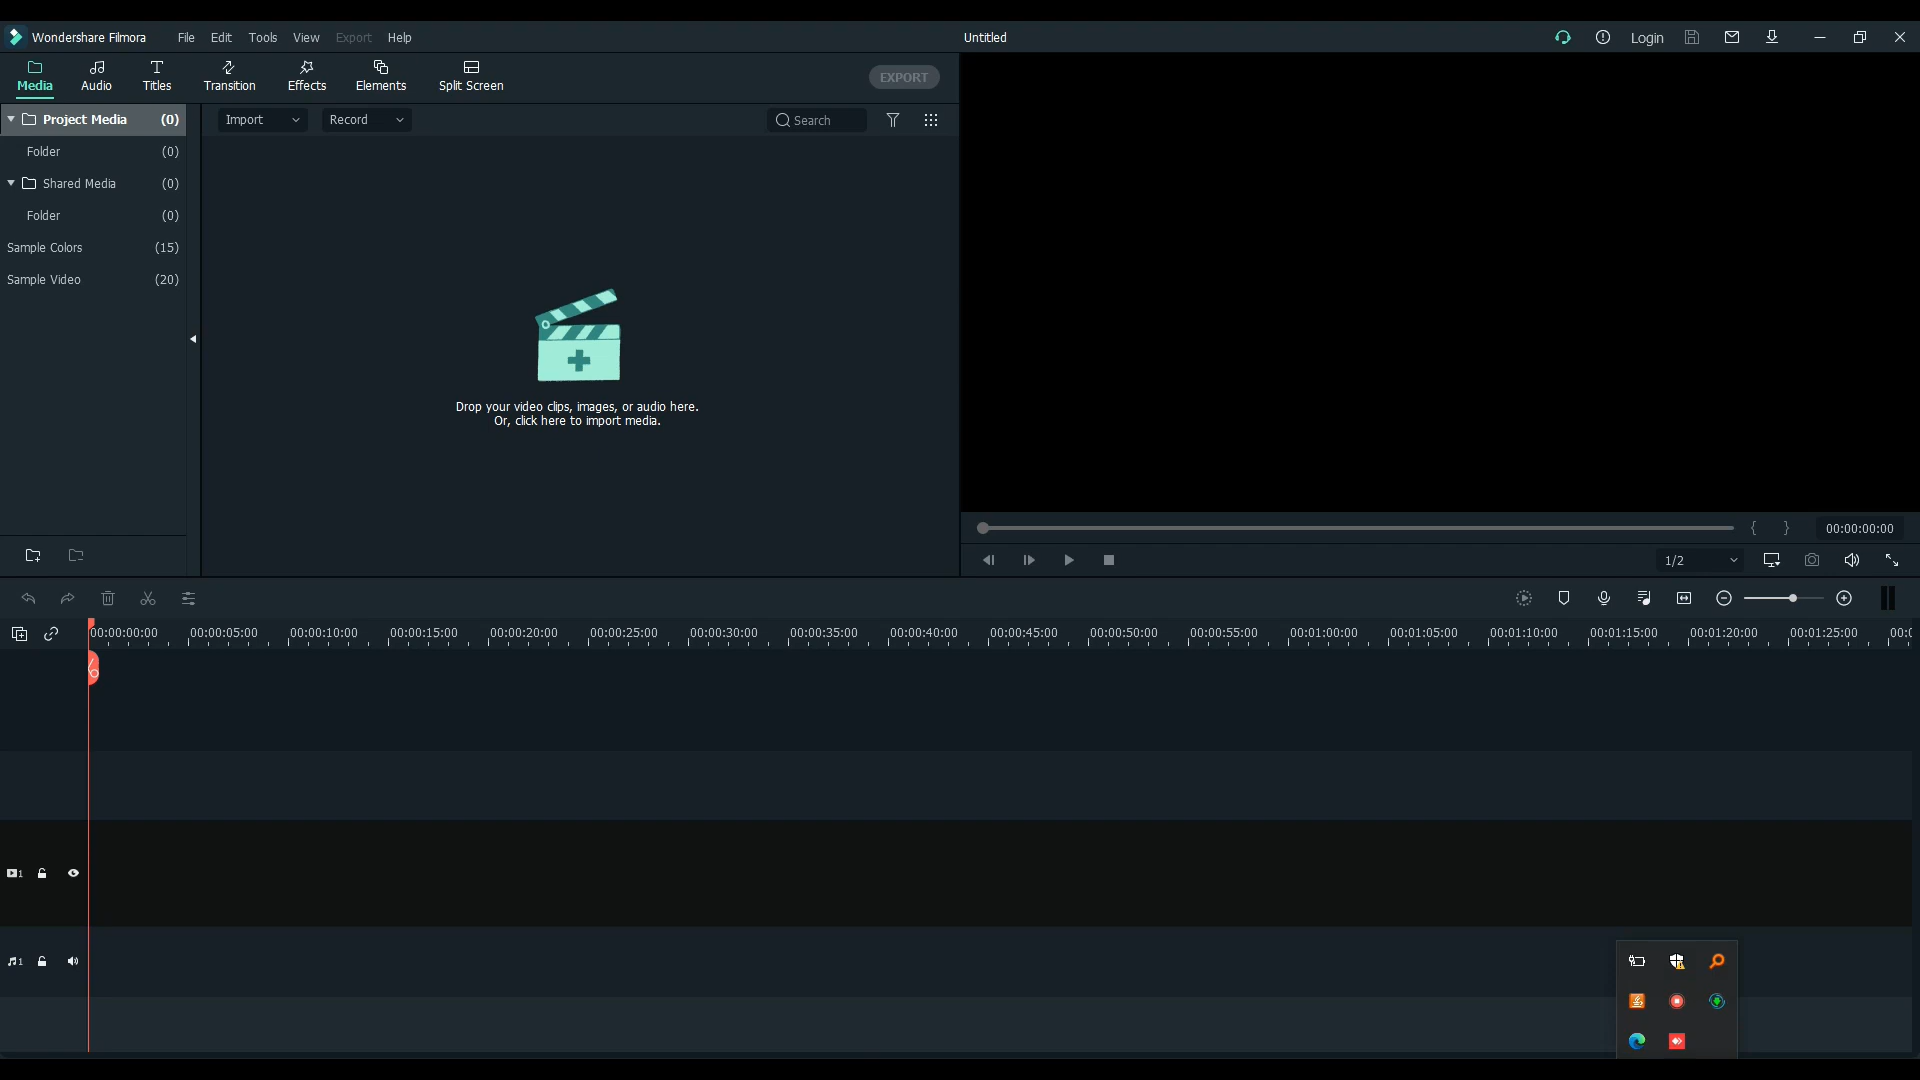 Wondershare Filmora File Edit Tools View Export Help Untitled Login
Media Audio Titles Transition Effects Elements Split Screen EXPORT
Project Media (0) Import Record Search
Folder (0)
Shared Media (0)
Folder (0)
Sample Colors (15)
Sample Video (20)
Drop your video clips, images, or audio here.
Or, click here to import media.
{ } 00:00:00:00
1/2
00:00:00:00 00:00:05:00 00:00:10:00 00:00:15:00 00:00:20:00 00:00:25:00 00:00:30:00 00:00:35:00 00:00:40:00 00:00:45:00 00:00:50:00 00:00:55:00 00:01:00:00 00:01:05:00 00:01:10:00 00:01:15:00 00:01:20:00 00:01:25:00
1
1